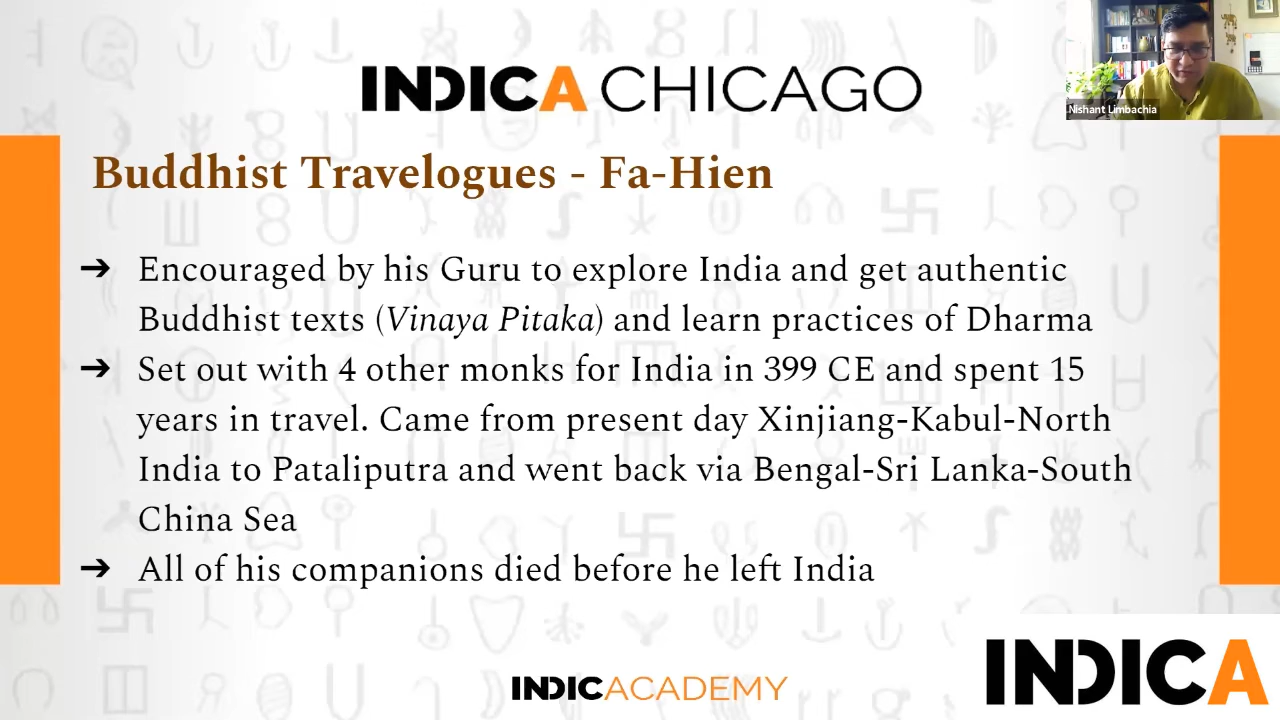 INDICA CHICAGO
Nishant Limbachia
Buddhist Travelogues - Fa-Hien
➔ Encouraged by his Guru to explore India and get authentic
Buddhist texts (Vinaya Pitaka) and learn practices of Dharma
➔ Set out with 4 other monks for India in 399 CE and spent 15
years in travel. Came from present day Xinjiang-Kabul-North
India to Pataliputra and went back via Bengal-Sri Lanka-South
China Sea
➔ All of his companions died before he left India
INDICACADEMY
INDICA